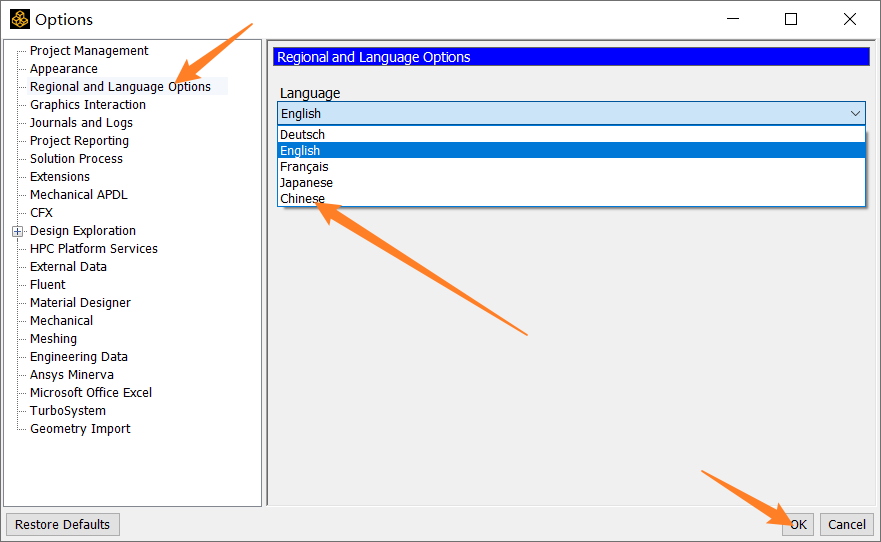 Options
Project Management
Appearance
Regional and Language Options
Graphics Interaction
Journals and Logs
Project Reporting
Solution Process
Extensions
Mechanical APDL
CFX
Design Exploration
HPC Platform Services
External Data
Fluent
Material Designer
Mechanical
Meshing
Engineering Data
Ansys Minerva
Microsoft Office Excel
TurboSystem
Geometry Import
Regional and Language Options
Language
English
Deutsch
English
Français
Japanese
Chinese
Restore Defaults
OK
Cancel